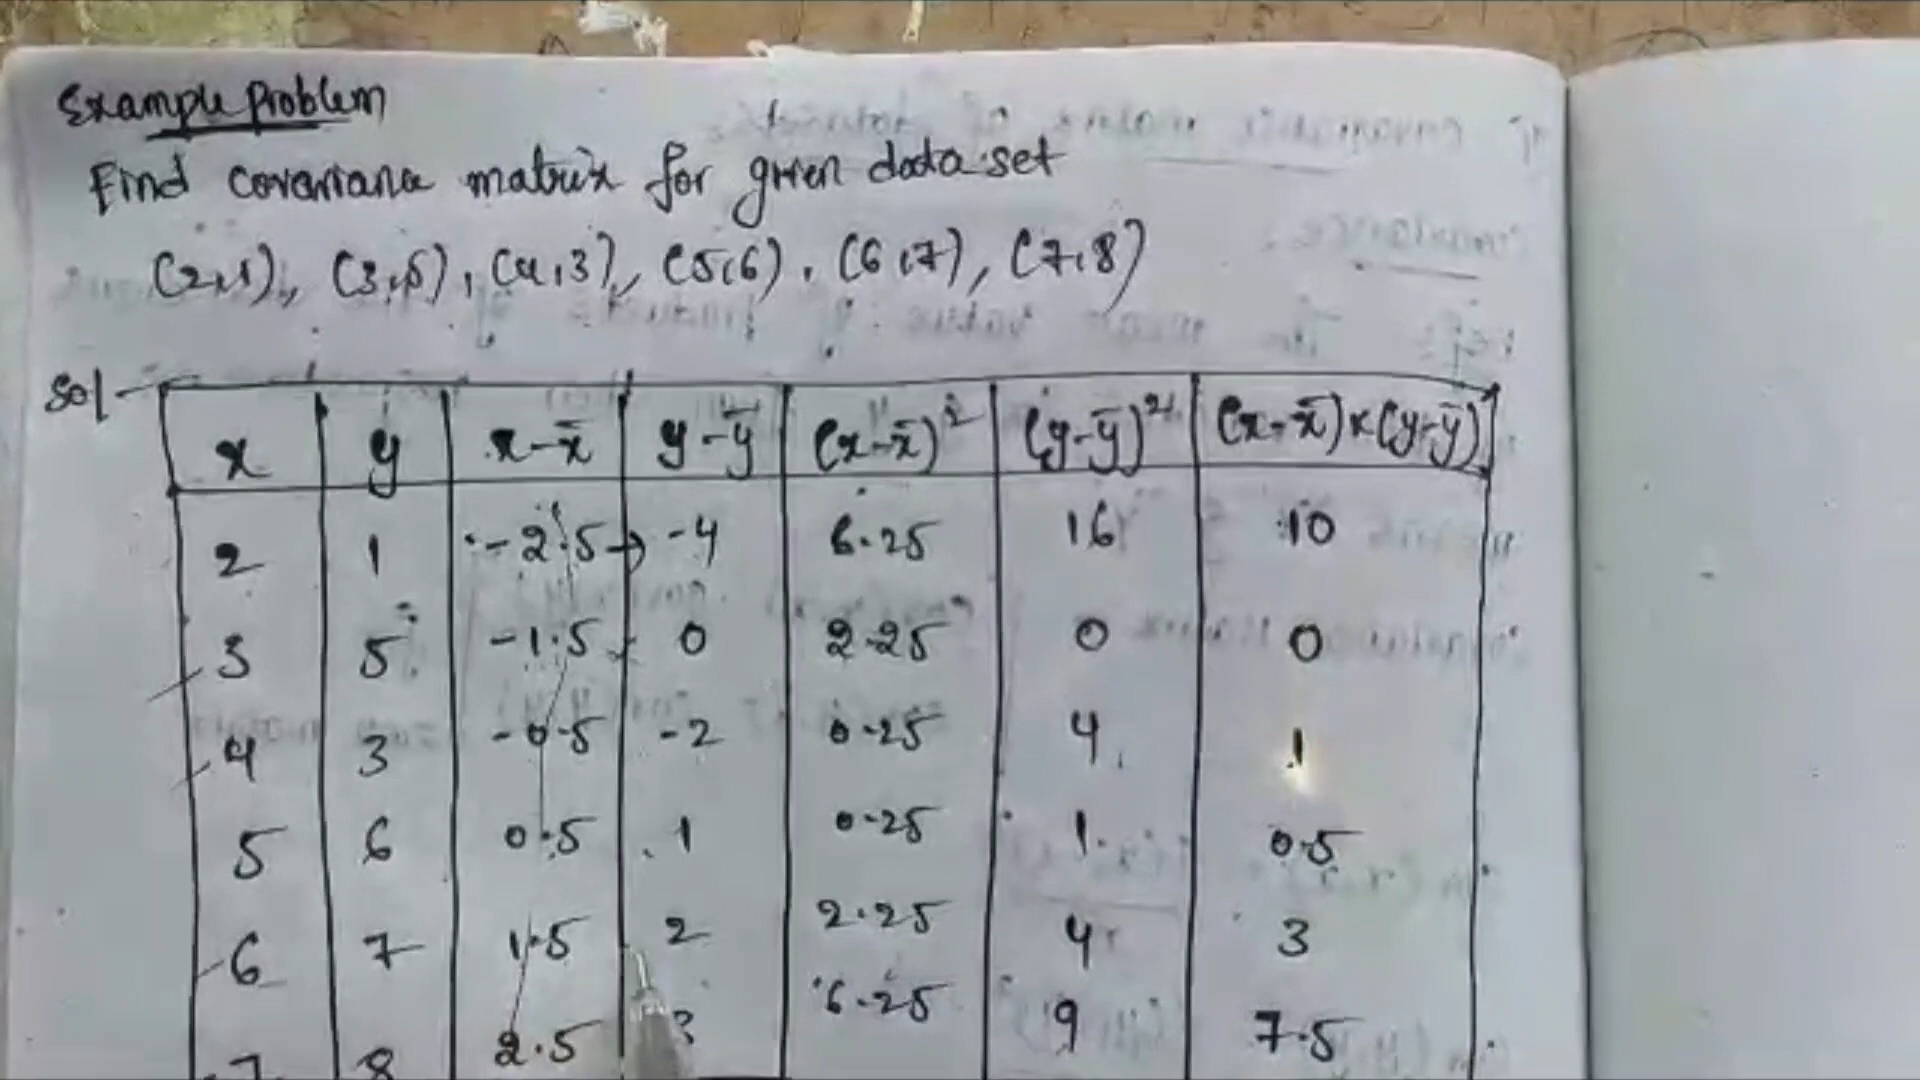 Example Problem
Find covariance matrix for given data set
(2,1), (3,5), (4,3), (5,6), (6,7), (7,8)
Sol -
x y x-x̄ y-ȳ (x-x̄)² (y-ȳ)² (x-x̄)×(y-ȳ)
2 1 -2.5 -4 6.25 16 10
3 5 -1.5 0 2.25 0 0
4 3 -0.5 -2 0.25 4 1
5 6 0.5 1 0.25 1 0.5
6 7 1.5 2 2.25 4 3
7 8 2.5 3 6.25 9 7.5